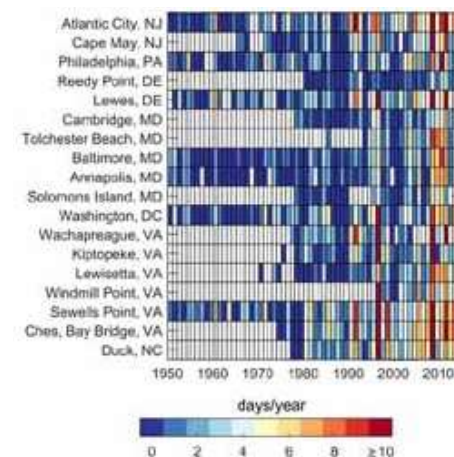 Atlantic City, NJ
Cape May, NJ
Philadelphia, PA
Reedy Point, DE
Lewes, DE
Cambridge, MD
Tolchester Beach, MD
Baltimore, MD
Annapolis, MD
Solomons Island, MD
Washington, DC
Wachapreague, VA
Kiptopeke, VA
Lewisetta, VA
Windmill Point, VA
Sewells Point, VA
Ches, Bay Bridge, VA
Duck, NC
1950 1960 1970 1980 1990 2000 2010
days/year
0 2 4 6 8 ≥10